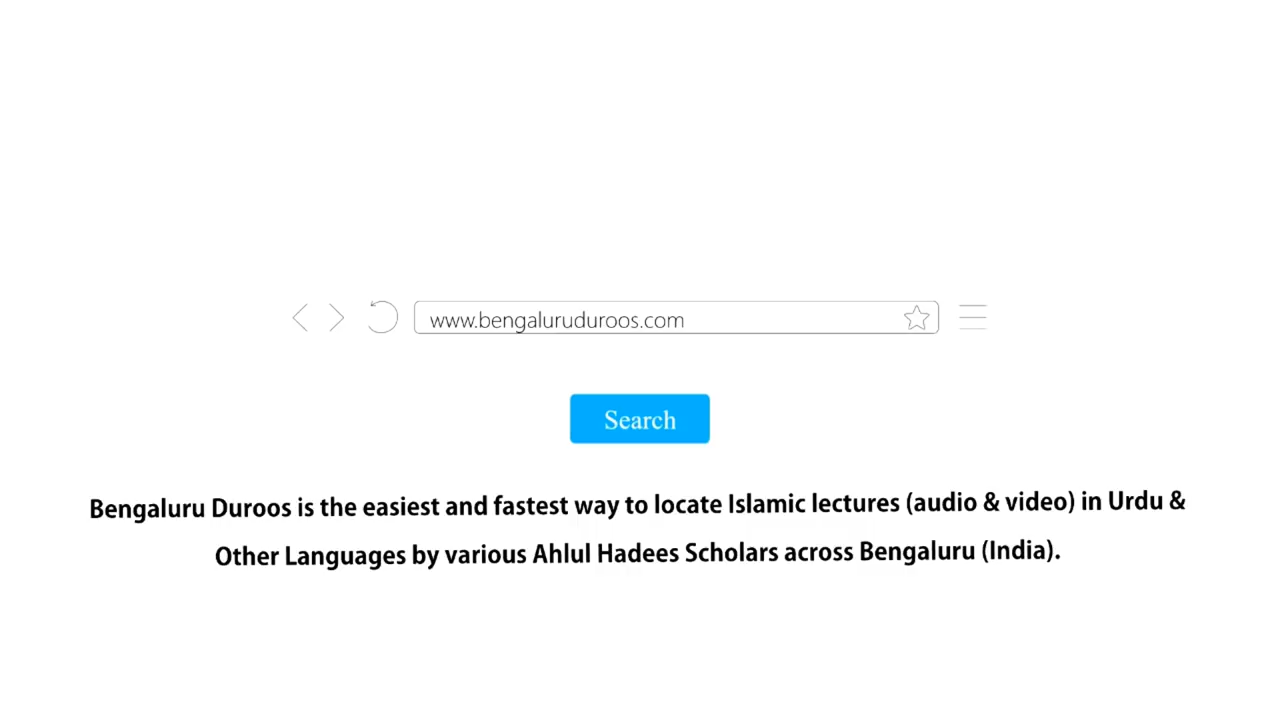 www.bengaluruduroos.com
Search
Bengaluru Duroos is the easiest and fastest way to locate Islamic lectures (audio & video) in Urdu &
Other Languages by various Ahlul Hadees Scholars across Bengaluru (India).